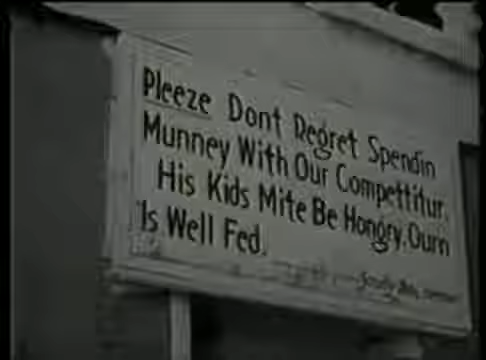 Pleeze Dont Regret Spendin
Munney With Our Compettitur.
His Kids Mite Be Hongry. Ourn
Is Well Fed.